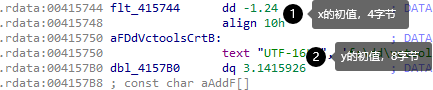 .rdata:00415744 flt_415744 dd -1.24 ; DATA
1 x的初值，4字节
.rdata:00415748 align 10h
.rdata:00415750 aFDdVctoolsCrtB: ; DATA
.rdata:00415750 text "UTF-16
2 y的初值，8字节
.rdata:004157B0 dbl_4157B0 dq 3.1415926 ; DATA
.rdata:004157B8 ; const char aAddF[]